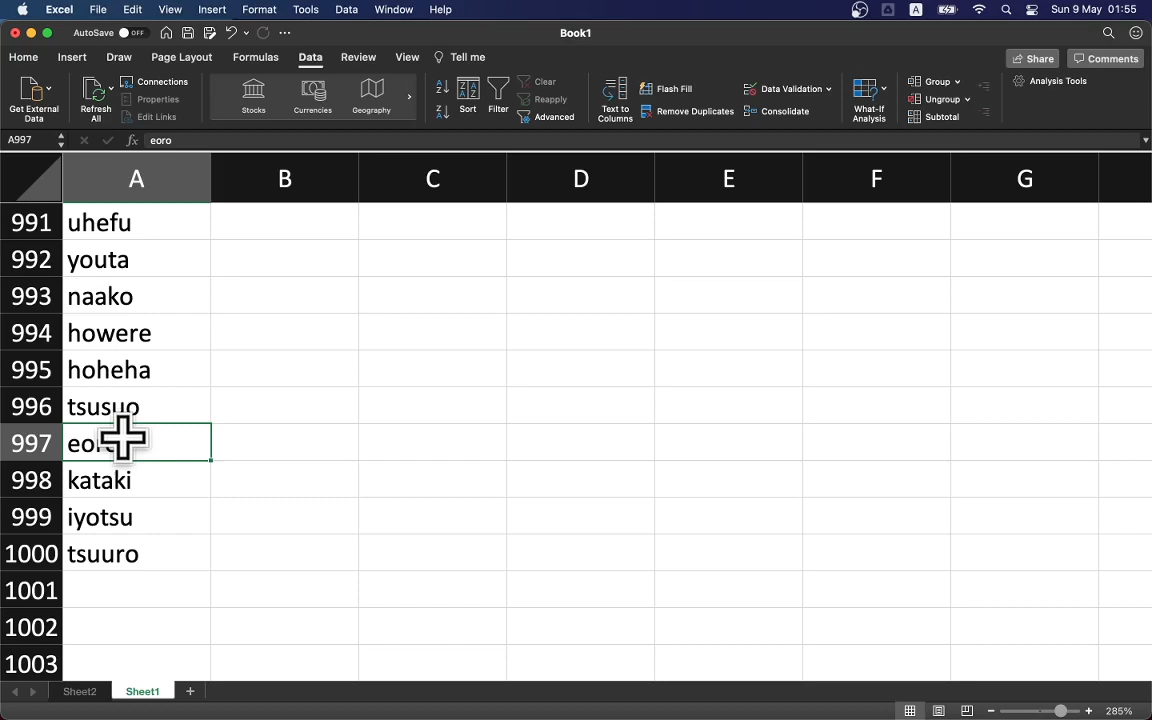 Excel File Edit View Insert Format Tools Data Window Help Sun 9 May 01:55
AutoSave OFF Book1
Home Insert Draw Page Layout Formulas Data Review View Tell me Share Comments
Get External Data
Refresh All
Connections
Properties
Edit Links
Stocks
Currencies
Geography
Sort
Filter
Clear
Reapply
Advanced
Text to Columns
Flash Fill
Remove Duplicates
Data Validation
Consolidate
What-If Analysis
Group
Ungroup
Subtotal
Analysis Tools
A997 fx eoro
A B C D E F G
991 uhefu
992 youta
993 naako
994 howere
995 hoheha
996 tsusuo
997 eoro
998 kataki
999 iyotsu
1000 tsuuro
1001
1002
1003
Sheet2 Sheet1 +
285%